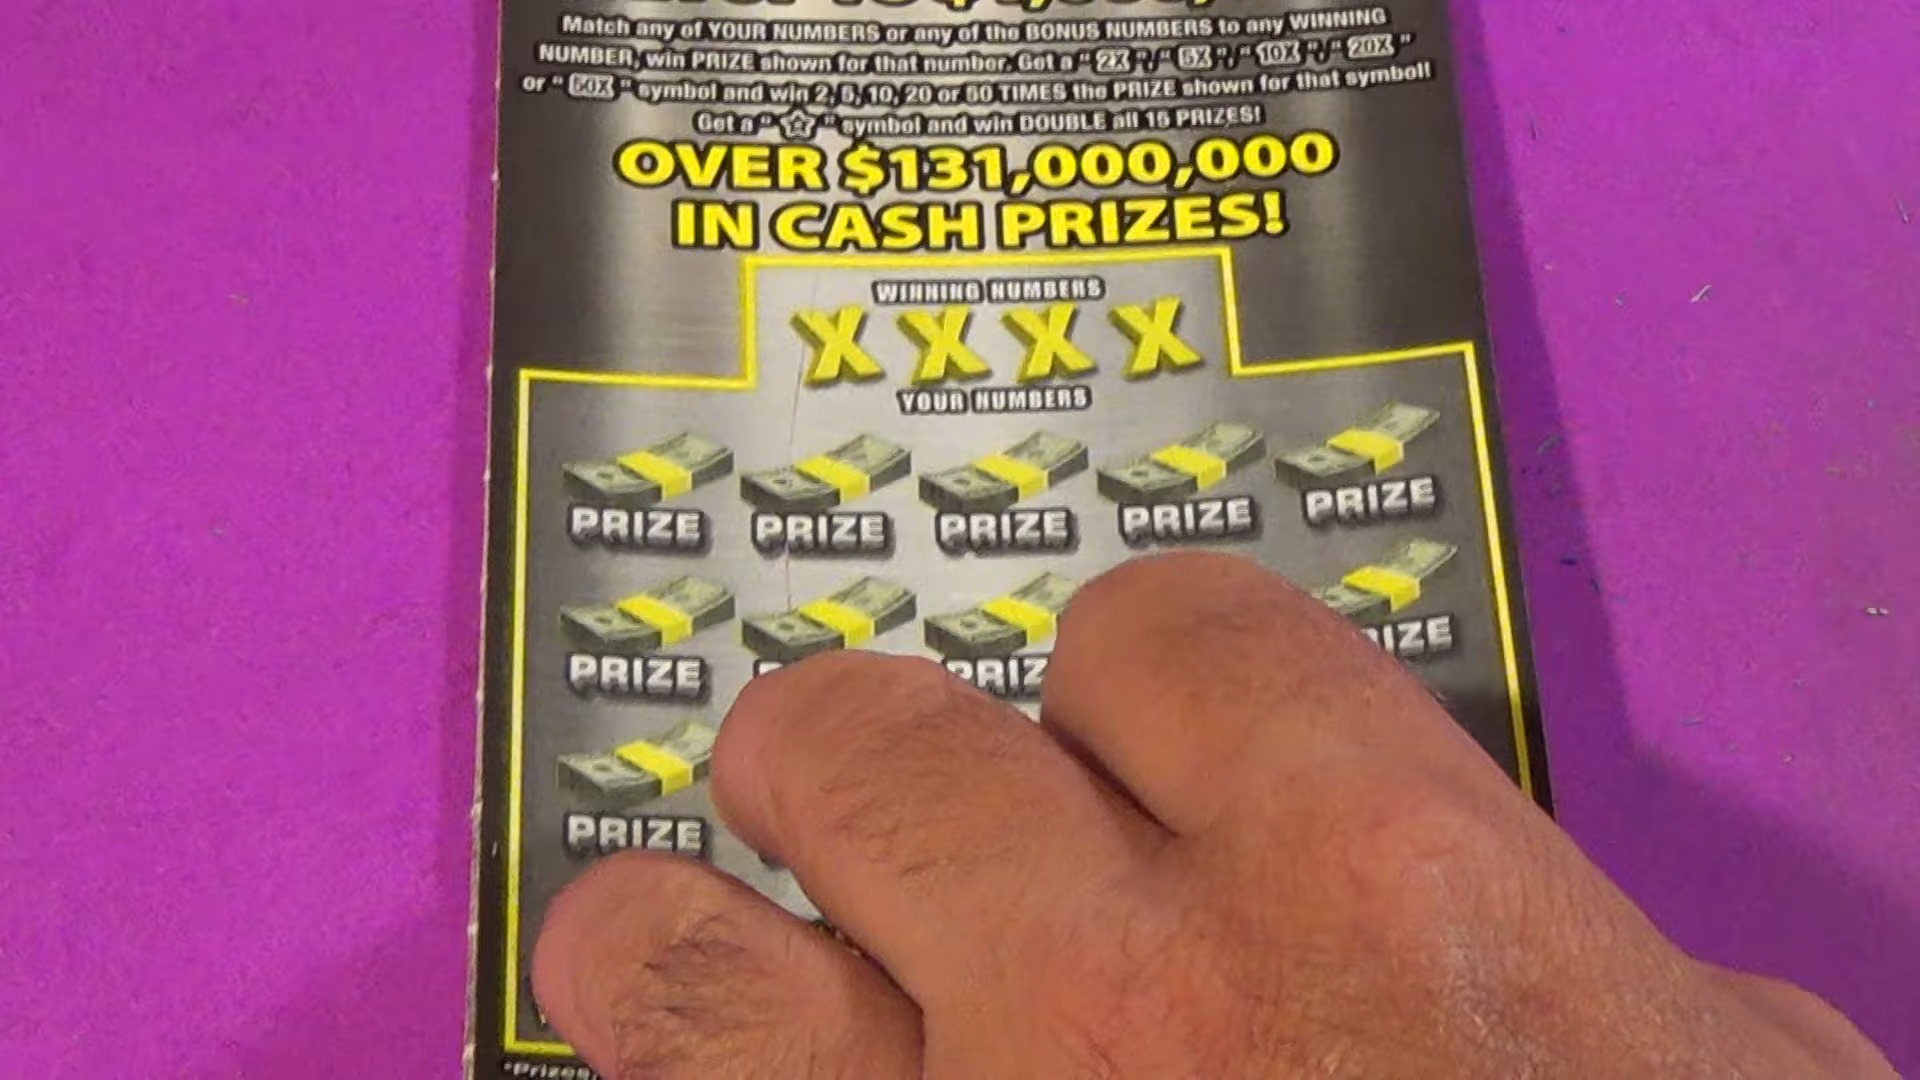 Match any of YOUR NUMBERS or any of the BONUS NUMBERS to any WINNING
NUMBER, win PRIZE shown for that number. Get a " 2X ", " 5X ", " 10X ", " 20X "
or " 50X " symbol and win 2, 5, 10, 20 or 50 TIMES the PRIZE shown for that symbol!
Get a " " symbol and win DOUBLE all 15 PRIZES!
OVER $131,000,000
IN CASH PRIZES!
WINNING NUMBERS
X X X X
YOUR NUMBERS
PRIZE PRIZE PRIZE PRIZE PRIZE
PRIZE PRIZ IZE
PRIZE
*Prizes